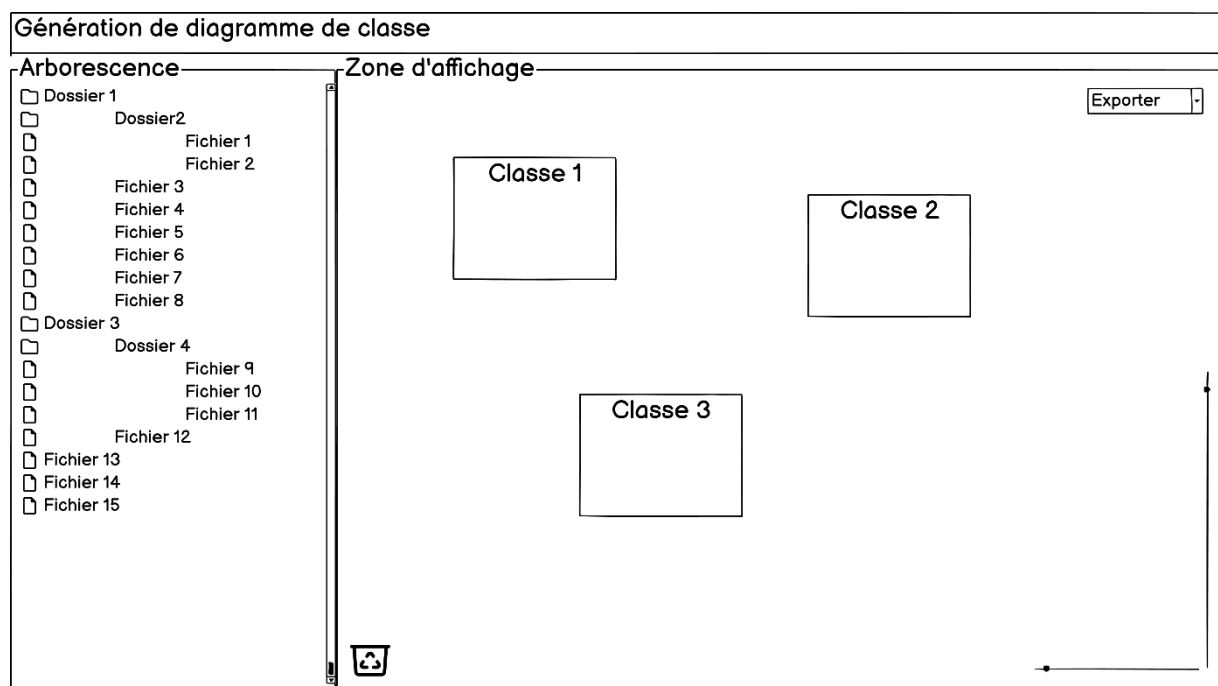 Génération de diagramme de classe
Arborescence
Dossier 1
Dossier2
Fichier 1
Fichier 2
Fichier 3
Fichier 4
Fichier 5
Fichier 6
Fichier 7
Fichier 8
Dossier 3
Dossier 4
Fichier 9
Fichier 10
Fichier 11
Fichier 12
Fichier 13
Fichier 14
Fichier 15
Zone d'affichage
Exporter
Classe 1
Classe 2
Classe 3